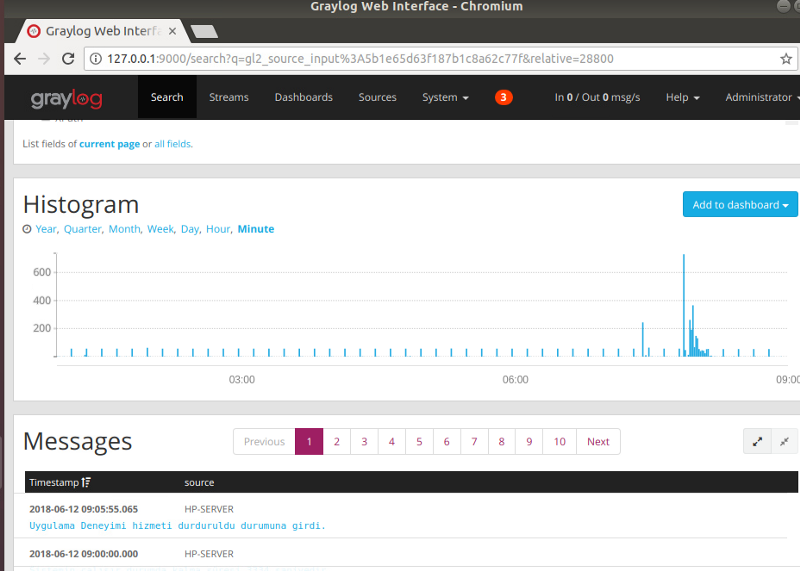 Graylog Web Interface - Chromium
Graylog Web Interfa
127.0.0.1:9000/search?q=gl2_source_input%3A5b1e65d63f187b1c8a62c77f&relative=28800
graylog Search Streams Dashboards Sources System 3 In 0 / Out 0 msg/s Help Administrator
List fields of current page or all fields.
Histogram
Add to dashboard
Year, Quarter, Month, Week, Day, Hour, Minute
600
400
200
03:00 06:00 09:00
Messages
Previous 1 2 3 4 5 6 7 8 9 10 Next
Timestamp source
2018-06-12 09:05:55.065 HP-SERVER
Uygulama Deneyimi hizmeti durduruldu durumuna girdi.
2018-06-12 09:00:00.000 HP-SERVER